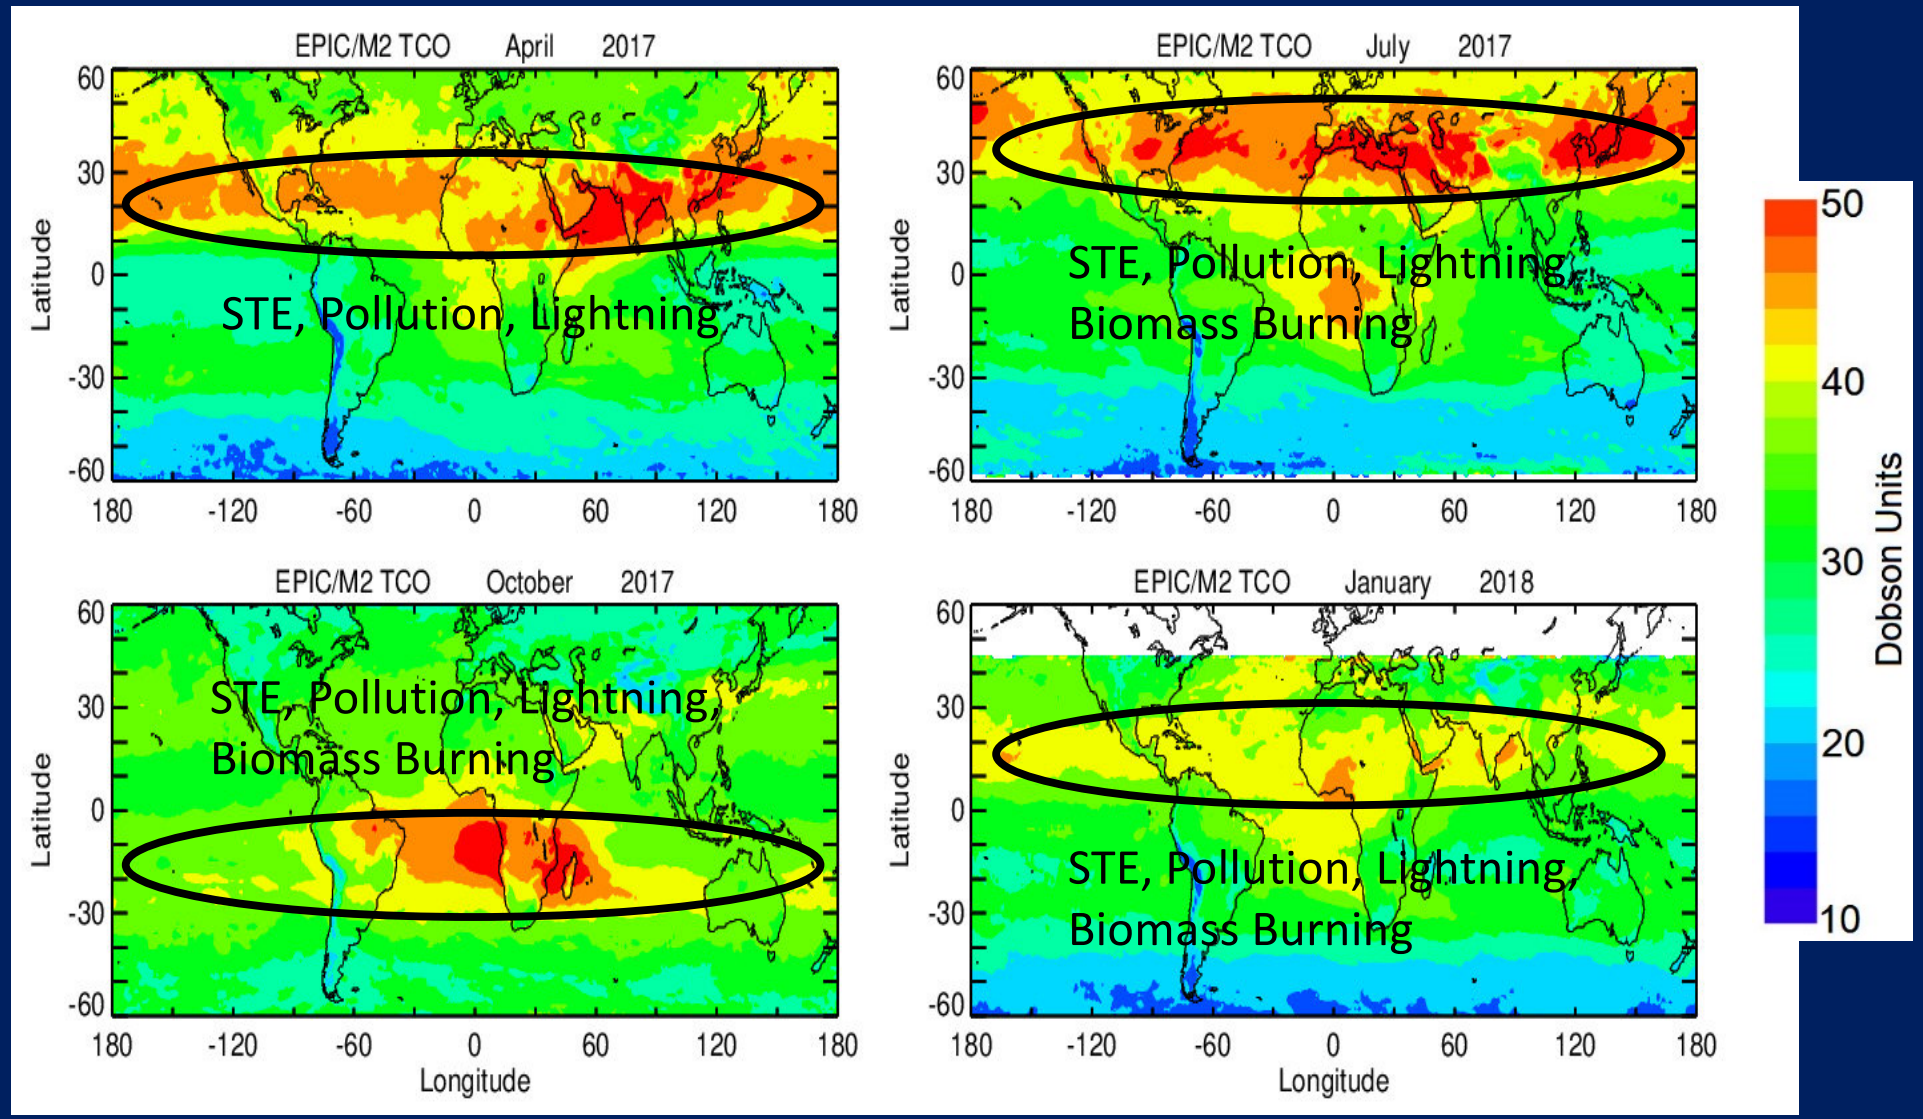 EPIC/M2 TCO April 2017
60
30
0
-30
-60
Latitude
STE, Pollution, Lightning
180 -120 -60 0 60 120 180
EPIC/M2 TCO July 2017
60
30
0
-30
-60
Latitude
STE, Pollution, Lightning,
Biomass Burning
180 -120 -60 0 60 120 180
EPIC/M2 TCO October 2017
60
30
0
-30
-60
Latitude
STE, Pollution, Lightning,
Biomass Burning
180 -120 -60 0 60 120 180
Longitude
EPIC/M2 TCO January 2018
60
30
0
-30
-60
Latitude
STE, Pollution, Lightning,
Biomass Burning
180 -120 -60 0 60 120 180
Longitude
50
40
30
20
10
Dobson Units